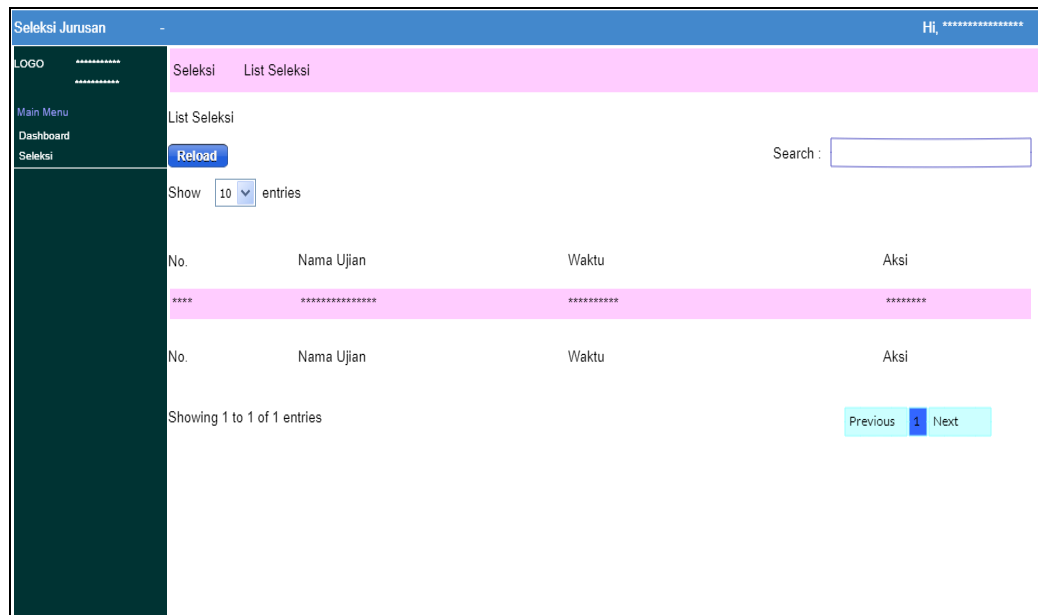 Seleksi Jurusan - Hi, ****************
LOGO ***********
***********
Main Menu
Dashboard
Seleksi
Seleksi List Seleksi
List Seleksi
Reload Search :
Show 10 entries
No. Nama Ujian Waktu Aksi
**** *************** ********** ********
No. Nama Ujian Waktu Aksi
Showing 1 to 1 of 1 entries Previous 1 Next